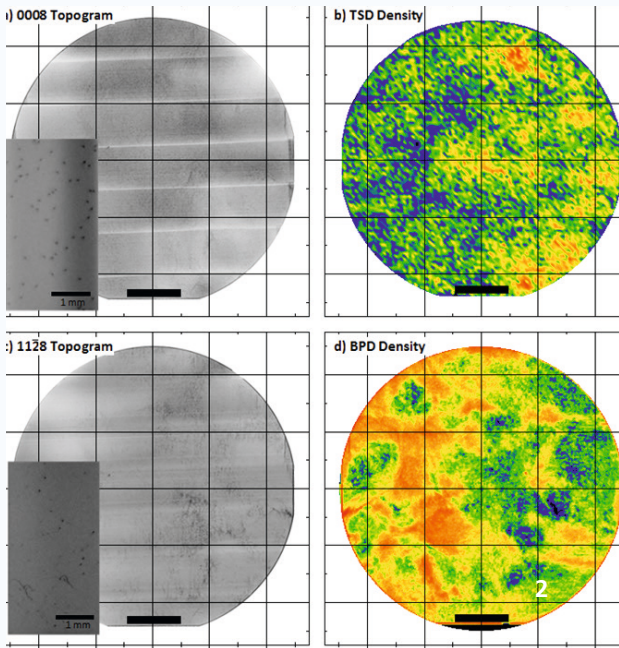 ) 0008 Topogram
b) TSD Density
1 mm
) 1128 Topogram
d) BPD Density
1 mm
2